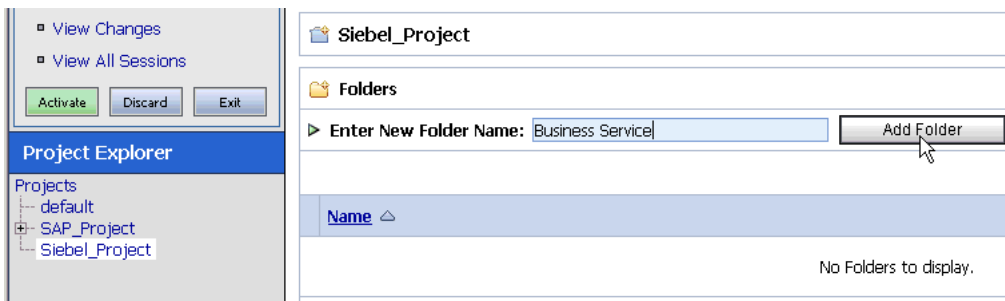 View Changes
View All Sessions
Activate Discard Exit
Project Explorer
Projects
default
SAP_Project
Siebel_Project
Siebel_Project
Folders
Enter New Folder Name: Business Service Add Folder
Name
No Folders to display.